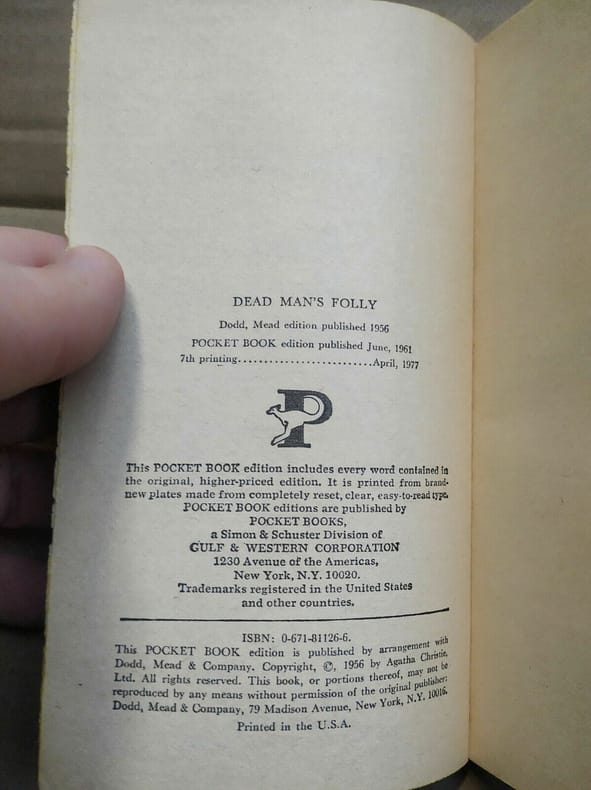 DEAD MAN'S FOLLY
Dodd, Mead edition published 1956
POCKET BOOK edition published June, 1961
7th printing.........................April, 1977
P
This POCKET BOOK edition includes every word contained in
the original, higher-priced edition. It is printed from brand-
new plates made from completely reset, clear, easy-to-read type.
POCKET BOOK editions are published by
POCKET BOOKS,
a Simon & Schuster Division of
GULF & WESTERN CORPORATION
1230 Avenue of the Americas,
New York, N.Y. 10020.
Trademarks registered in the United States
and other countries.
ISBN: 0-671-81126-6.
This POCKET BOOK edition is published by arrangement with
Dodd, Mead & Company. Copyright, ©, 1956 by Agatha Christie,
Ltd. All rights reserved. This book, or portions thereof, may not be
reproduced by any means without permission of the original publisher:
Dodd, Mead & Company, 79 Madison Avenue, New York, N.Y. 10016.
Printed in the U.S.A.